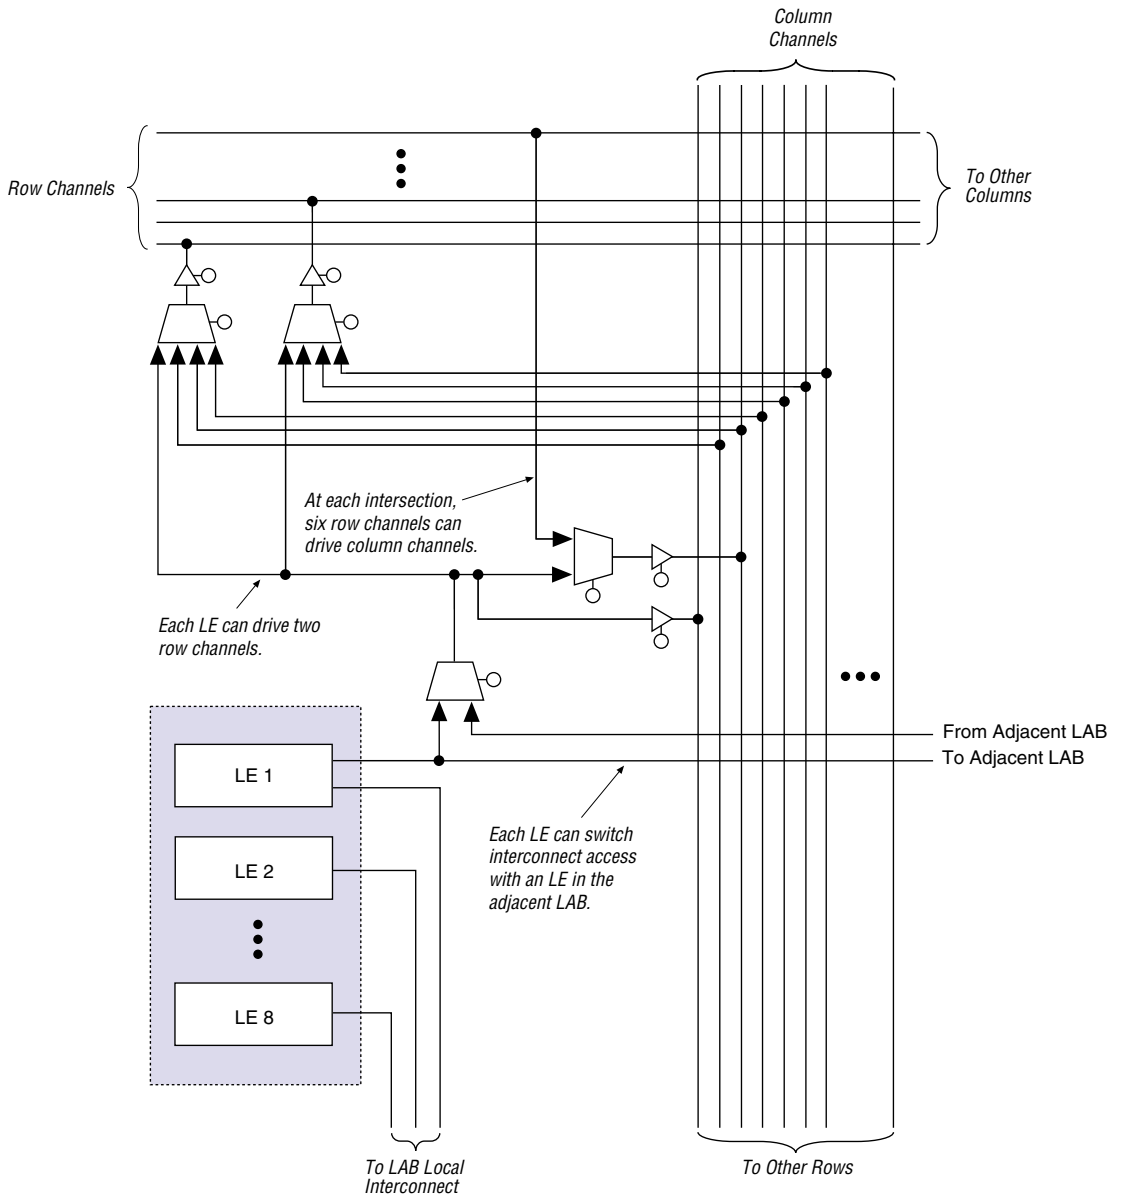 Column
Channels
Row Channels
To Other
Columns
At each intersection,
six row channels can
drive column channels.
Each LE can drive two
row channels.
From Adjacent LAB
To Adjacent LAB
LE 1
Each LE can switch
interconnect access
with an LE in the
adjacent LAB.
LE 2
LE 8
To LAB Local
Interconnect
To Other Rows